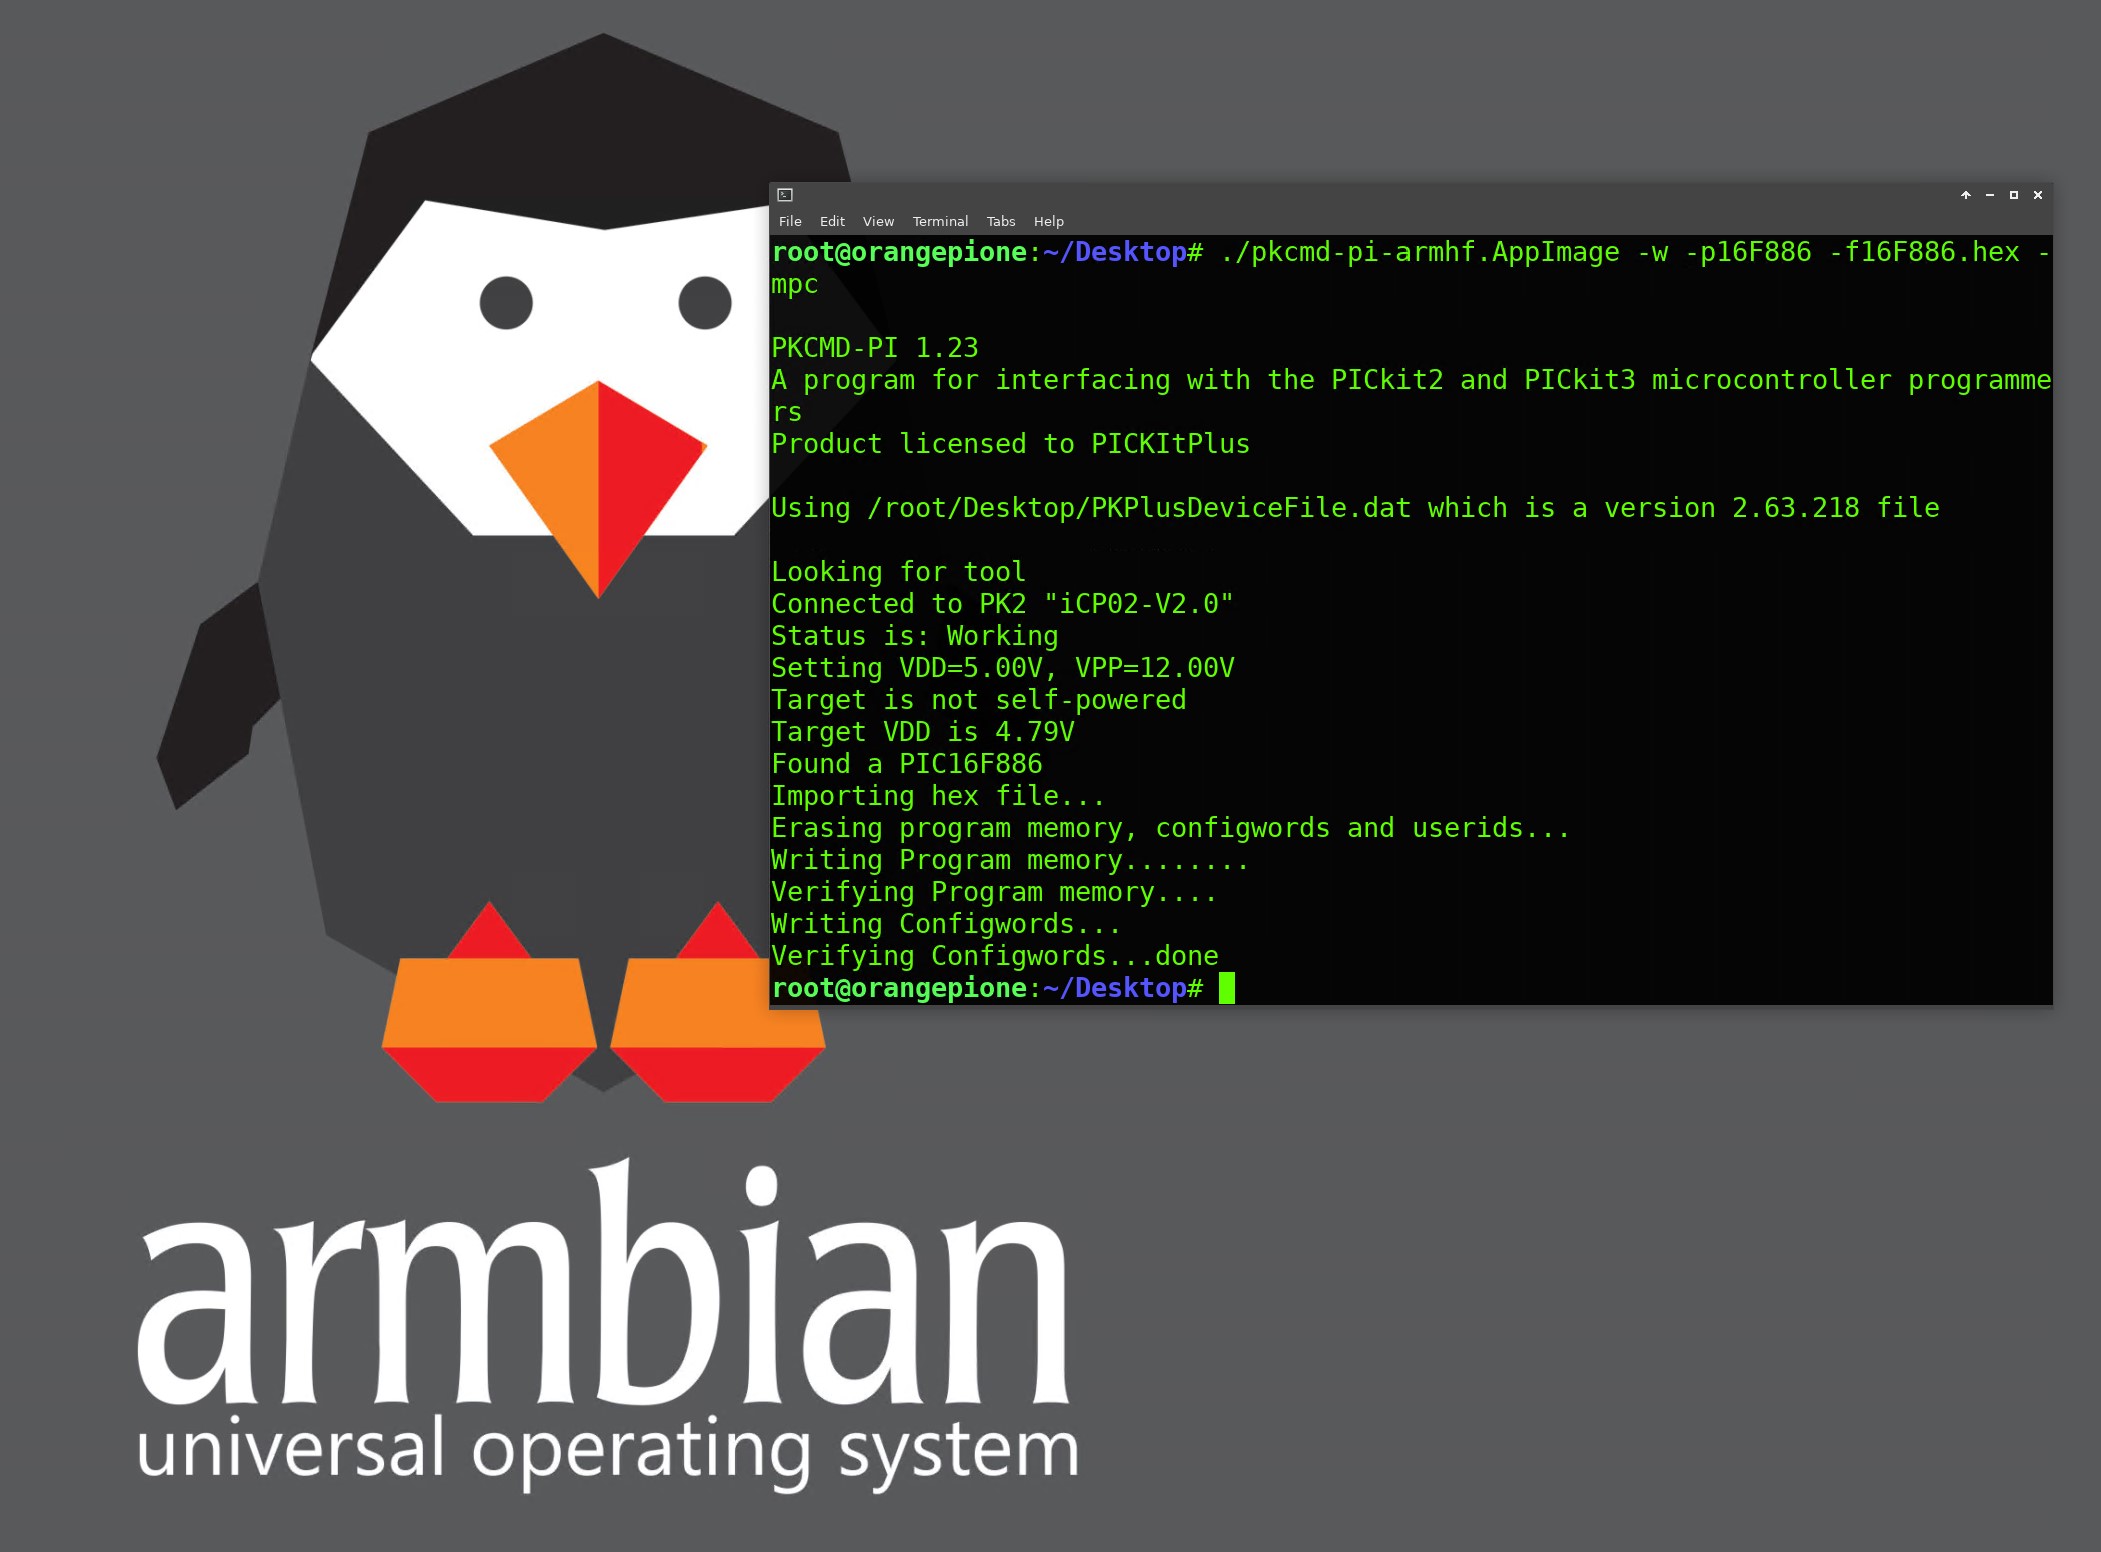 File Edit View Terminal Tabs Help
root@orangepione:~/Desktop# ./pkcmd-pi-armhf.AppImage -w -p16F886 -f16F886.hex -
mpc
PKCMD-PI 1.23
A program for interfacing with the PICkit2 and PICkit3 microcontroller programme
rs
Product licensed to PICKItPlus
Using /root/Desktop/PKPlusDeviceFile.dat which is a version 2.63.218 file
Looking for tool
Connected to PK2 "iCP02-V2.0"
Status is: Working
Setting VDD=5.00V, VPP=12.00V
Target is not self-powered
Target VDD is 4.79V
Found a PIC16F886
Importing hex file...
Erasing program memory, configwords and userids...
Writing Program memory........
Verifying Program memory....
Writing Configwords...
Verifying Configwords...done
root@orangepione:~/Desktop#
armbian
universal operating system